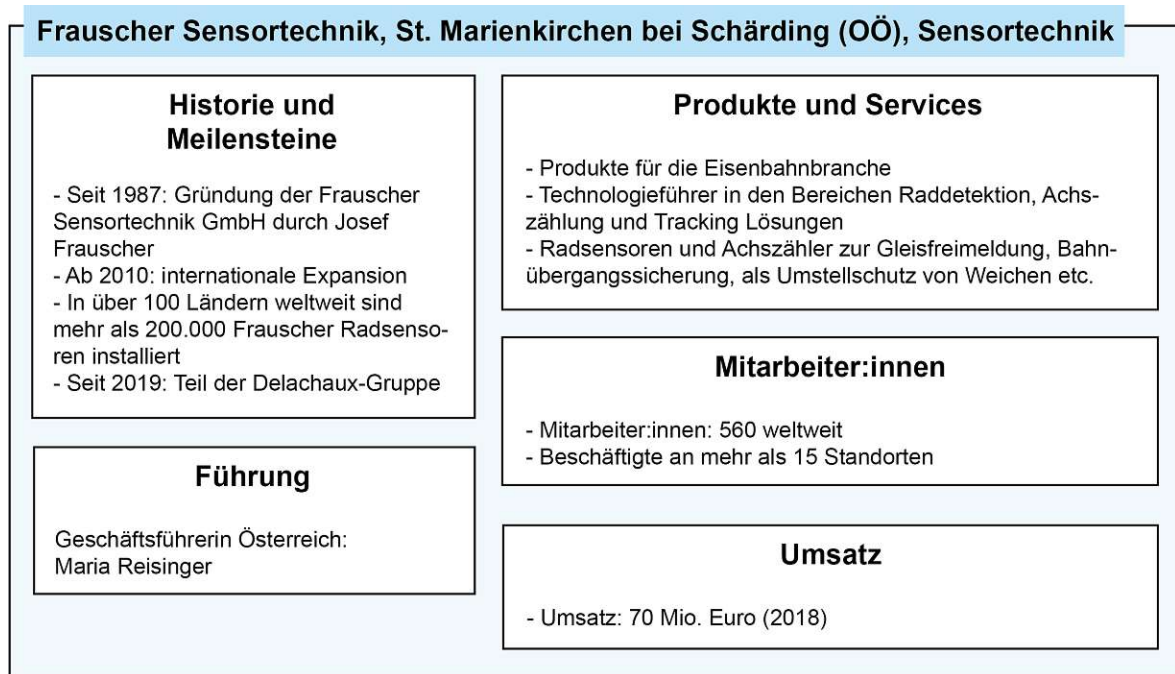 Frauscher Sensortechnik, St. Marienkirchen bei Schärding (OÖ), Sensortechnik
Historie und
Meilensteine
- Seit 1987: Gründung der Frauscher
Sensortechnik GmbH durch Josef
Frauscher
- Ab 2010: internationale Expansion
- In über 100 Ländern weltweit sind
mehr als 200.000 Frauscher Radsenso-
ren installiert
- Seit 2019: Teil der Delachaux-Gruppe
Führung
Geschäftsführerin Österreich:
Maria Reisinger
Produkte und Services
- Produkte für die Eisenbahnbranche
- Technologieführer in den Bereichen Raddetektion, Achs-
zählung und Tracking Lösungen
- Radsensoren und Achszähler zur Gleisfreimeldung, Bahn-
übergangssicherung, als Umstellschutz von Weichen etc.
Mitarbeiter:innen
- Mitarbeiter:innen: 560 weltweit
- Beschäftigte an mehr als 15 Standorten
Umsatz
- Umsatz: 70 Mio. Euro (2018)